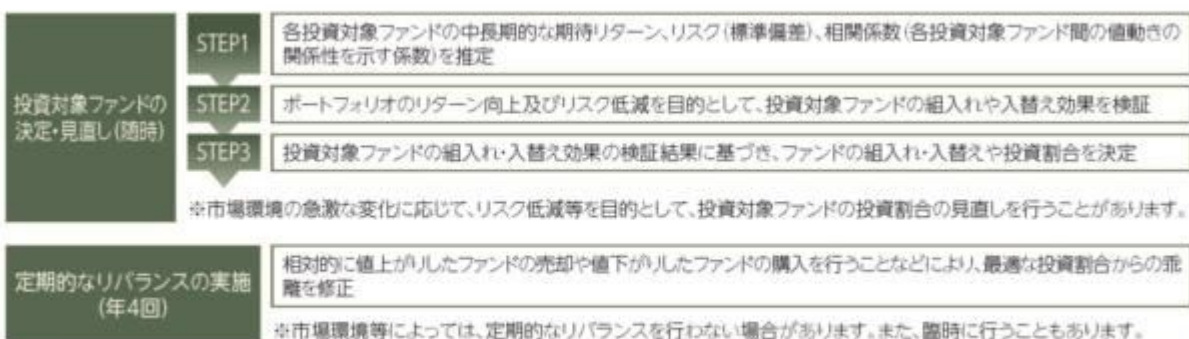 投資対象ファンドの
決定・見直し(随時)
STEP1
各投資対象ファンドの中長期的な期待リターン、リスク(標準偏差)、相関係数(各投資対象ファンド間の値動きの
関係性を示す係数)を推定
STEP2
ポートフォリオのリターン向上及びリスク低減を目的として、投資対象ファンドの組入れや入替え効果を検証
STEP3
投資対象ファンドの組入れ・入替え効果の検証結果に基づき、ファンドの組入れ・入替えや投資割合を決定
※市場環境の急激な変化に応じて、リスク低減等を目的として、投資対象ファンドの投資割合の見直しを行うことがあります。
定期的なリバランスの実施
(年4回)
相対的に値上がりしたファンドの売却や値下がりしたファンドの購入を行うことなどにより、最適な投資割合からの乖
離を修正
※市場環境等によっては、定期的なリバランスを行わない場合があります。また、臨時に行うこともあります。